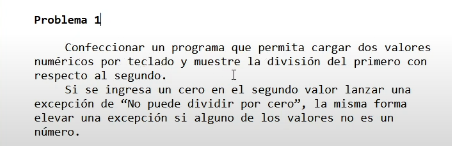 Problema 1
Confeccionar un programa que permita cargar dos valores
numéricos por teclado y muestre la división del primero con
respecto al segundo.
Si se ingresa un cero en el segundo valor lanzar una
excepción de “No puede dividir por cero”, la misma forma
elevar una excepción si alguno de los valores no es un
número.